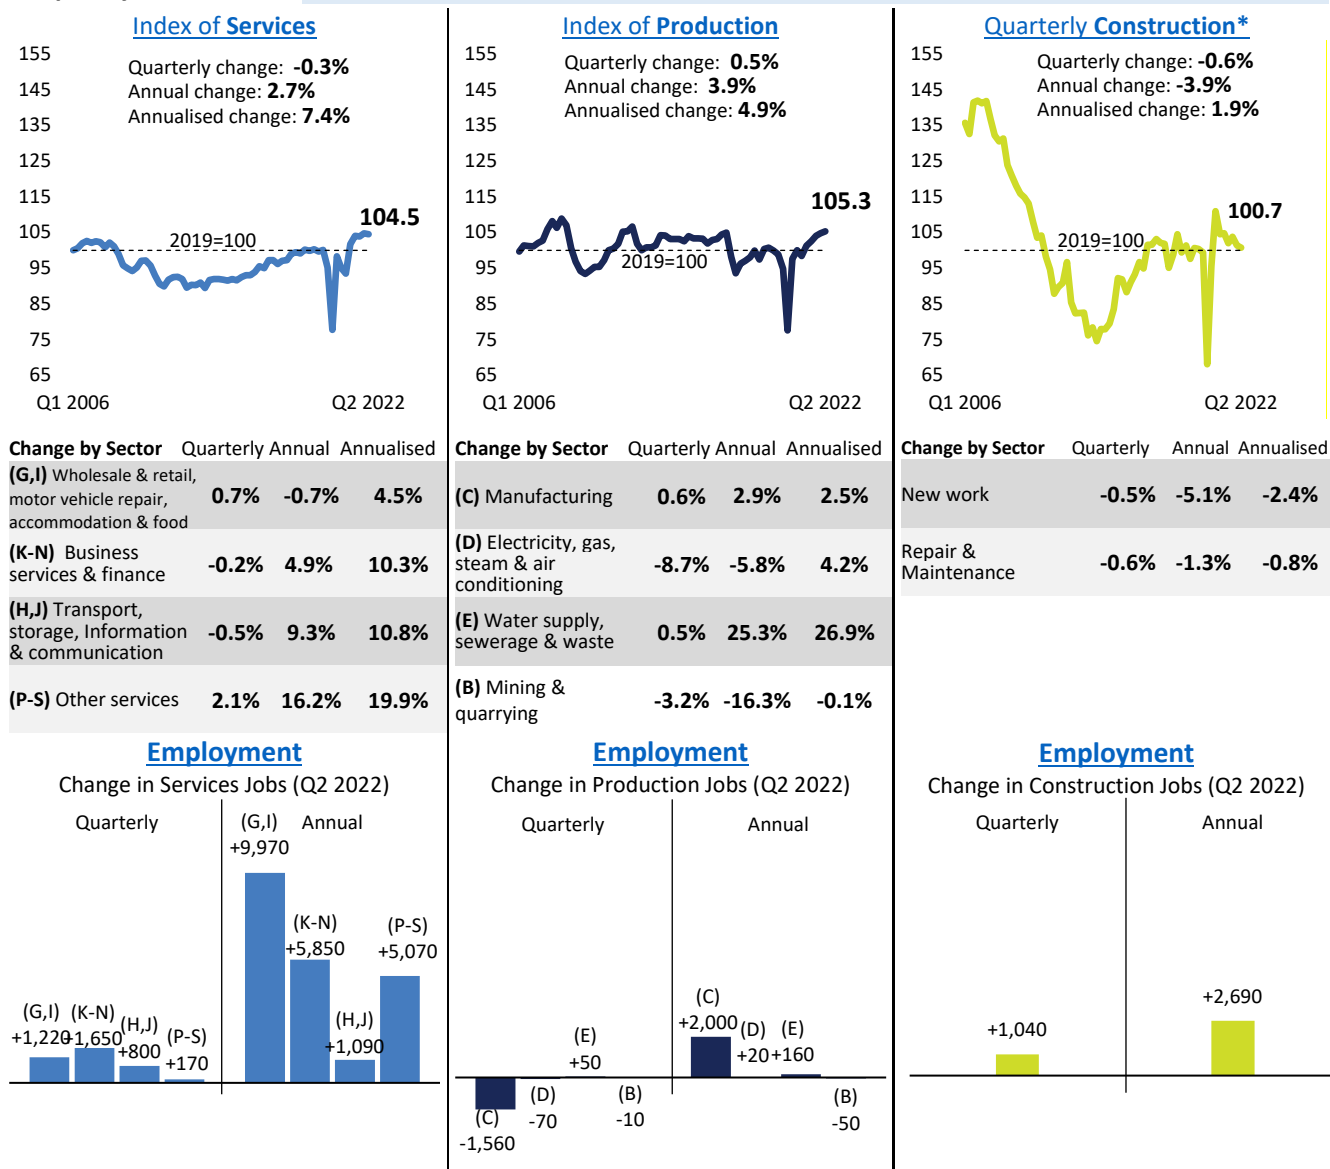 Index of Services
Quarterly change: -0.3%
Annual change: 2.7%
Annualised change: 7.4%
155
145
135
125
115
105
95
85
75
65
2019=100
104.5
Q1 2006
Q2 2022
Change by Sector Quarterly Annual Annualised
(G,I) Wholesale & retail,
motor vehicle repair,
accommodation & food
0.7% -0.7% 4.5%
(K-N) Business
services & finance
-0.2% 4.9% 10.3%
(H,J) Transport,
storage, Information
& communication
-0.5% 9.3% 10.8%
(P-S) Other services 2.1% 16.2% 19.9%
Employment
Change in Services Jobs (Q2 2022)
Quarterly
Annual
(G,I)
+1,220
(K-N)
+1,650
(H,J)
+800
(P-S)
+170
(G,I)
+9,970
(K-N)
+5,850
(H,J)
+1,090
(P-S)
+5,070
Index of Production
Quarterly change: 0.5%
Annual change: 3.9%
Annualised change: 4.9%
155
145
135
125
115
105
95
85
75
65
2019=100
105.3
Q1 2006
Q2 2022
Change by Sector Quarterly Annual Annualised
(C) Manufacturing 0.6% 2.9% 2.5%
(D) Electricity, gas,
steam & air
conditioning
-8.7% -5.8% 4.2%
(E) Water supply,
sewerage & waste
0.5% 25.3% 26.9%
(B) Mining &
quarrying
-3.2% -16.3% -0.1%
Employment
Change in Production Jobs (Q2 2022)
Quarterly
Annual
(C)
-1,560
(D)
-70
(E)
+50
(B)
-10
(C)
+2,000
(D)
+20
(E)
+160
(B)
-50
Quarterly Construction*
Quarterly change: -0.6%
Annual change: -3.9%
Annualised change: 1.9%
155
145
135
125
115
105
95
85
75
65
2019=100
100.7
Q1 2006
Q2 2022
Change by Sector Quarterly Annual Annualised
New work -0.5% -5.1% -2.4%
Repair &
Maintenance
-0.6% -1.3% -0.8%
Employment
Change in Construction Jobs (Q2 2022)
Quarterly
Annual
+1,040
+2,690